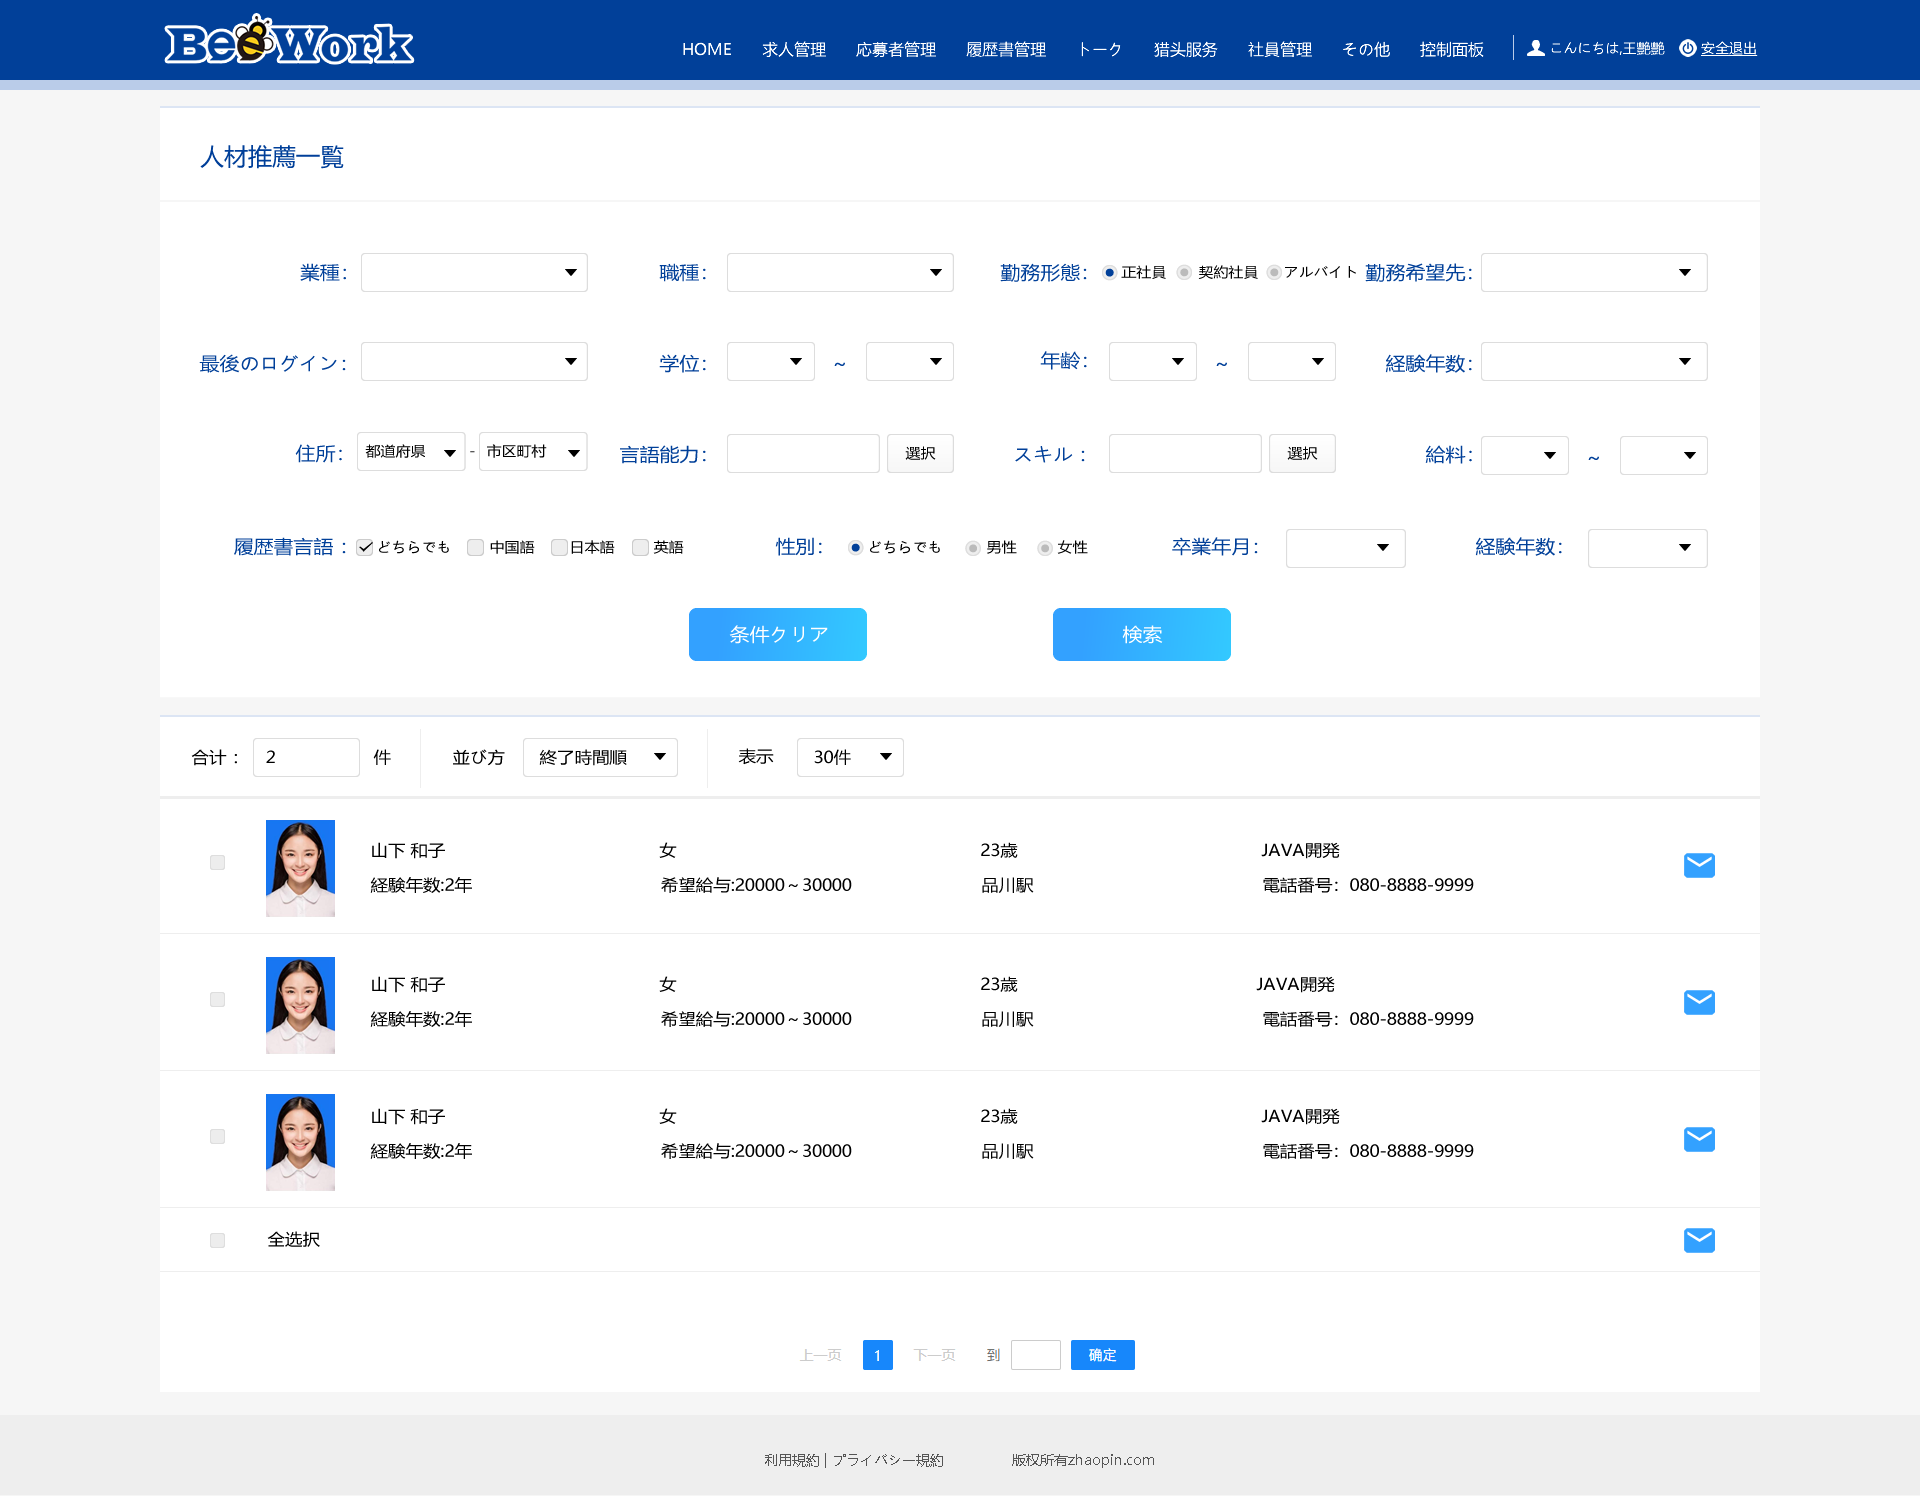 BeeWork HOME 求人管理 応募者管理 履歴書管理 トーク 猎头服务 社員管理 その他 控制面板 こんにちは,王艷艷 安全退出
人材推薦一覧
業種： 職種： 勤務形態： 正社員 契約社員 アルバイト 勤務希望先：
最後のログイン： 学位： ~ 年齢： ~ 経験年数：
住所： 都道府県 - 市区町村 言語能力： 選択 スキル ： 選択 給料： ~
履歴書言語 ： どちらでも 中国語 日本語 英語 性別： どちらでも 男性 女性 卒業年月： 経験年数：
条件クリア 検索
合计 ： 2 件 並び方 終了時間順 表示 30件
山下 和子 女 23歳 JAVA開発
経験年数:2年 希望給与:20000～30000 品川駅 電話番号：080-8888-9999
山下 和子 女 23歳 JAVA開発
経験年数:2年 希望給与:20000～30000 品川駅 電話番号：080-8888-9999
山下 和子 女 23歳 JAVA開発
経験年数:2年 希望給与:20000～30000 品川駅 電話番号：080-8888-9999
全选択
上一页 1 下一页 到 确定
利用規約 | プライバシー規約 版权所有zhaopin.com